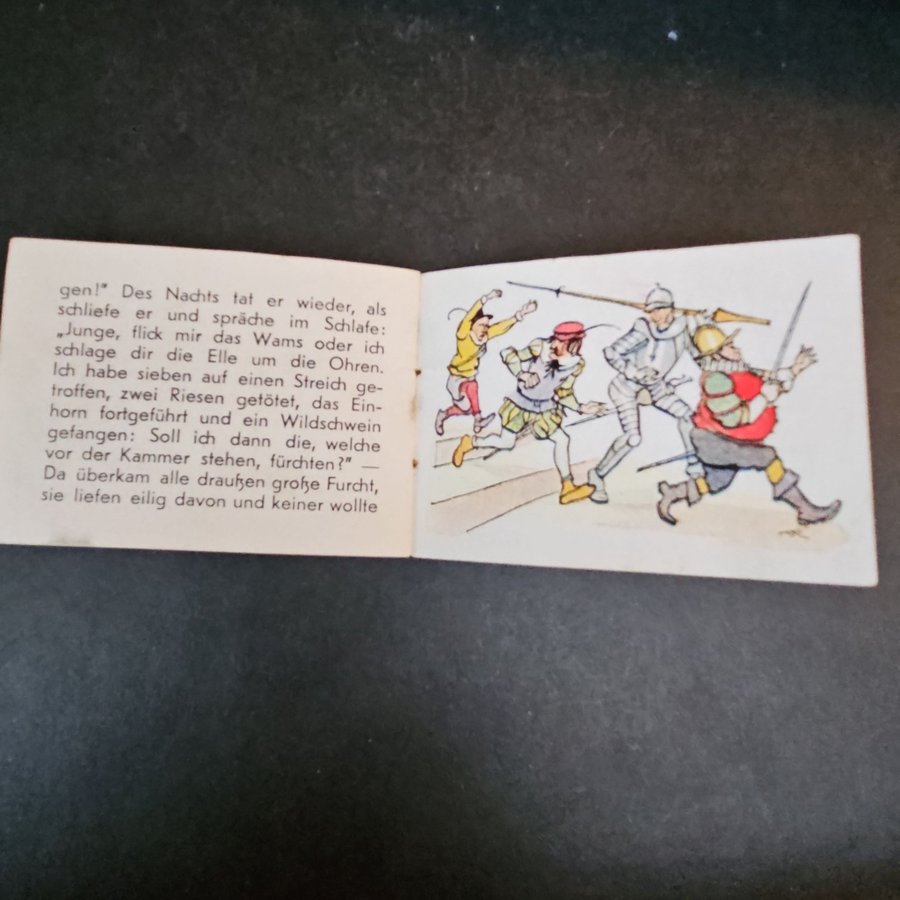 gen!" Des Nachts tat er wieder, als
schliefe er und spräche im Schlafe:
„Junge, flick mir das Wams oder ich
schlage dir die Elle um die Ohren.
Ich habe sieben auf einen Streich ge-
troffen, zwei Riesen getötet, das Ein-
horn fortgeführt und ein Wildschwein
gefangen: Soll ich dann die, welche
vor der Kammer stehen, fürchten?" —
Da überkam alle draußen große Furcht,
sie liefen eilig davon und keiner wollte